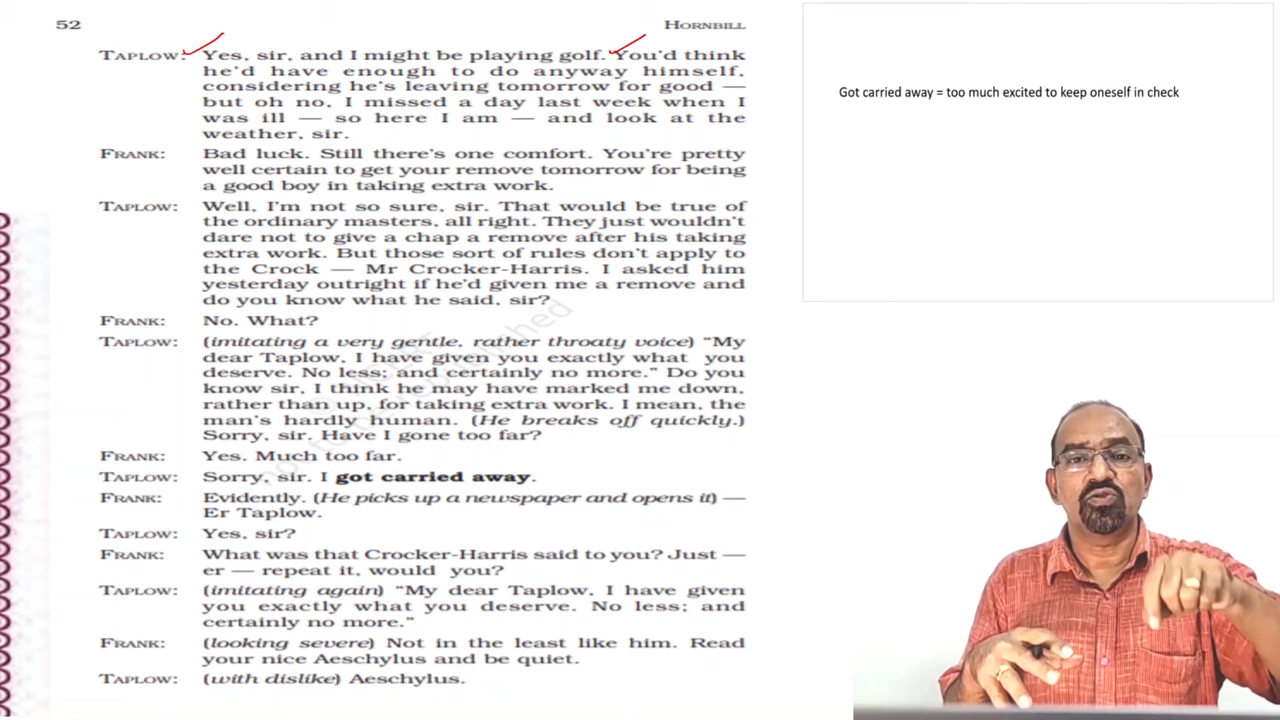 52 HORNBILL
TAPLOW: Yes, sir, and I might be playing golf. You'd think
he'd have enough to do anyway himself,
considering he's leaving tomorrow for good —
but oh no, I missed a day last week when I
was ill — so here I am — and look at the
weather, sir.
FRANK: Bad luck. Still there's one comfort. You're pretty
well certain to get your remove tomorrow for being
a good boy in taking extra work.
TAPLOW: Well, I'm not so sure, sir. That would be true of
the ordinary masters, all right. They just wouldn't
dare not to give a chap a remove after his taking
extra work. But those sort of rules don't apply to
the Crock — Mr Crocker-Harris. I asked him
yesterday outright if he'd given me a remove and
do you know what he said, sir?
FRANK: No. What?
TAPLOW: (imitating a very gentle, rather throaty voice) “My
dear Taplow, I have given you exactly what you
deserve. No less; and certainly no more.” Do you
know sir, I think he may have marked me down,
rather than up, for taking extra work. I mean, the
man's hardly human. (He breaks off quickly.)
Sorry, sir. Have I gone too far?
FRANK: Yes. Much too far.
TAPLOW: Sorry, sir. I got carried away.
FRANK: Evidently. (He picks up a newspaper and opens it) —
Er Taplow.
TAPLOW: Yes, sir?
FRANK: What was that Crocker-Harris said to you? Just —
er — repeat it, would you?
TAPLOW: (imitating again) “My dear Taplow, I have given
you exactly what you deserve. No less; and
certainly no more.”
FRANK: (looking severe) Not in the least like him. Read
your nice Aeschylus and be quiet.
TAPLOW: (with dislike) Aeschylus.
Got carried away = too much excited to keep oneself in check